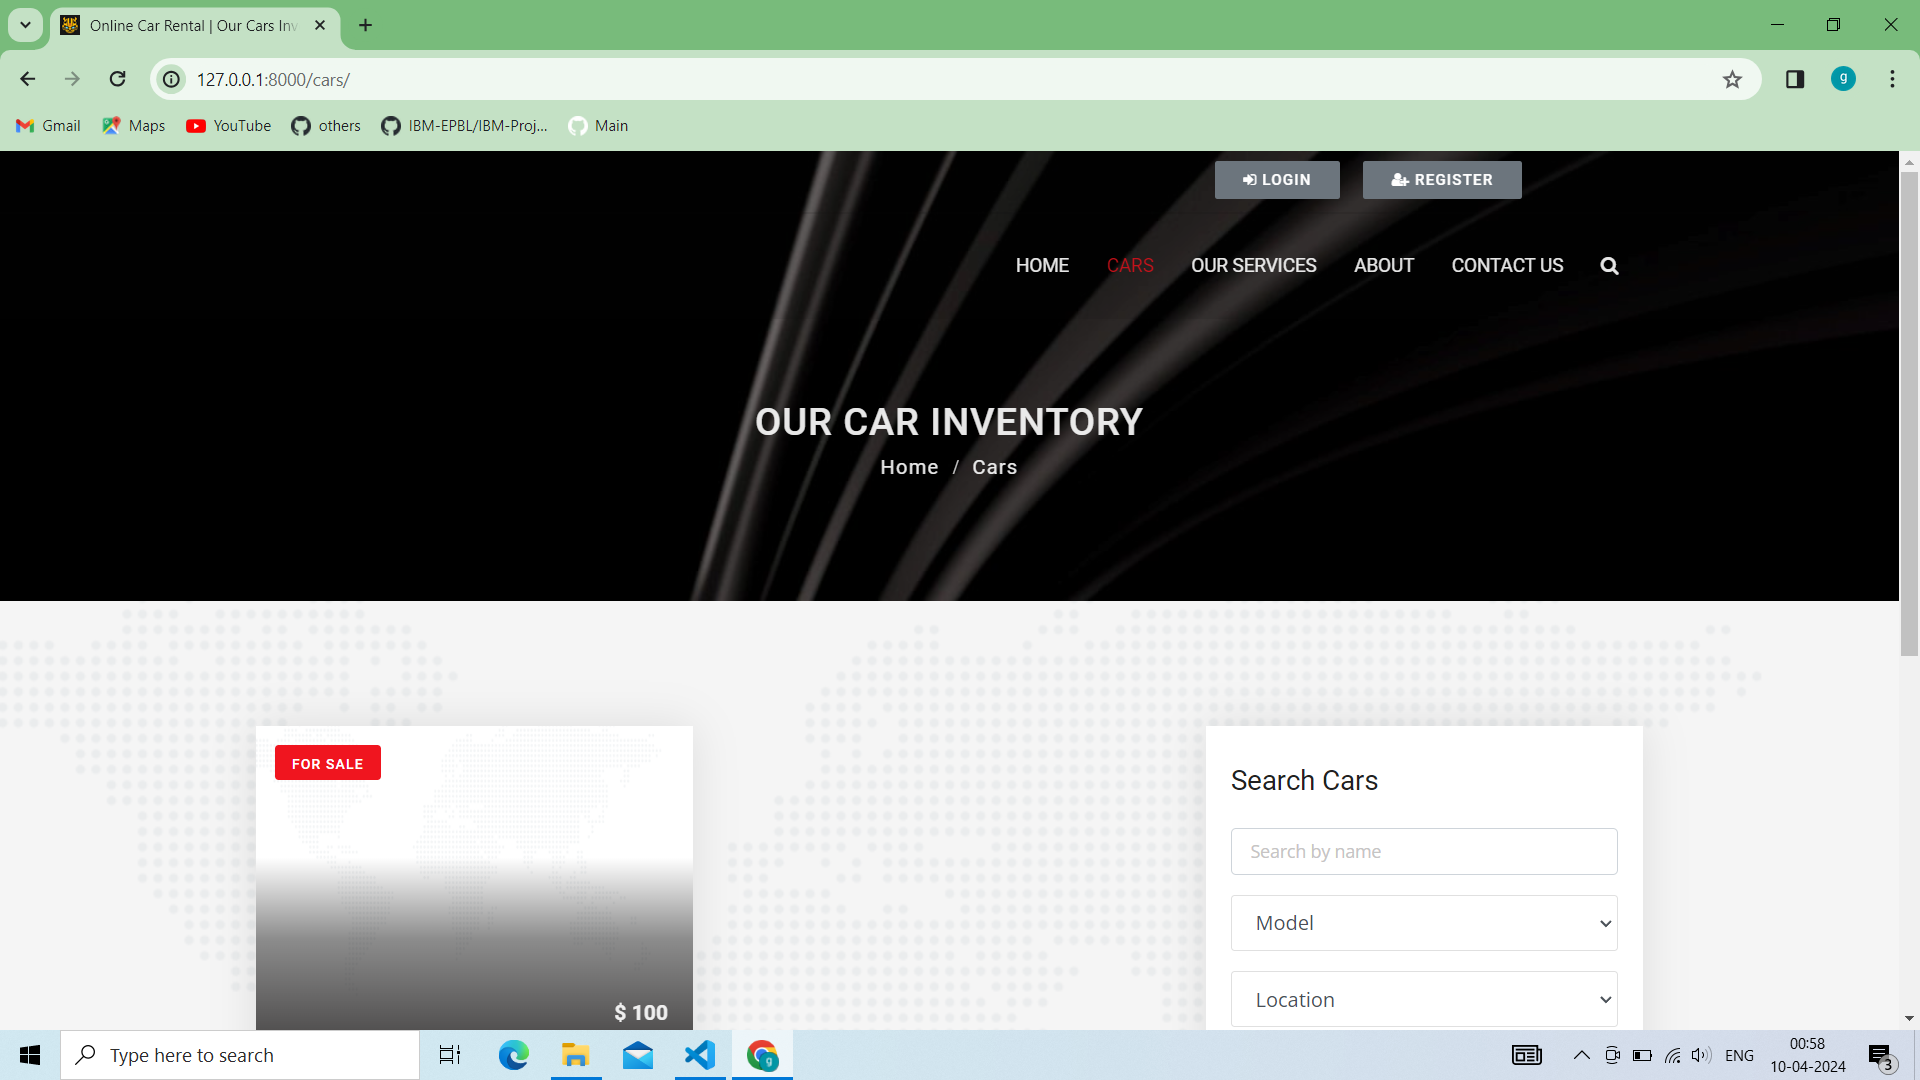 Online Car Rental | Our Cars Inv
127.0.0.1:8000/cars/
g
Gmail
Maps
YouTube
others
IBM-EPBL/IBM-Proj...
Main
LOGIN
REGISTER
HOME
CARS
OUR SERVICES
ABOUT
CONTACT US
OUR CAR INVENTORY
Home / Cars
FOR SALE
$ 100
Search Cars
Search by name
Model
Location
Type here to search
g
ENG
00:58
10-04-2024
3